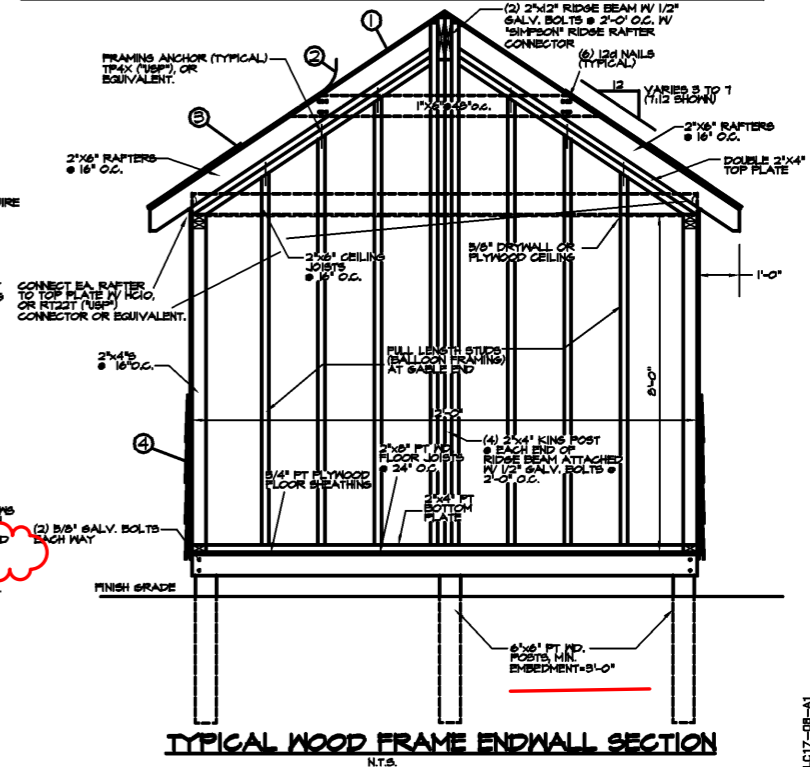 ①
(2) 2"x12" RIDGE BEAM W/ 1/2"
GALV. BOLTS @ 2'-0" O.C. W/
"SIMPSON" RIDGE RAFTER
CONNECTOR
②
FRAMING ANCHOR (TYPICAL)
TP4X ("USP"), OR
EQUIVALENT.
(6) 12d NAILS
(TYPICAL)
12
VARIES 3 TO 7
(7:12 SHOWN)
1"x6"@48"o.c.
③
2"x6" RAFTERS
@ 16" O.C.
2"x6" RAFTERS
@ 16" O.C.
DOUBLE 2"x4"
TOP PLATE
2"x6" CEILING
JOISTS
@ 16" O.C.
5/8" DRYWALL OR
PLYWOOD CEILING
1'-0"
CONNECT EA. RAFTER
TO TOP PLATE W/ HC10,
OR RT22T ("USP")
CONNECTOR OR EQUIVALENT.
2"x4"S
@ 16"O.C.
FULL LENGTH STUDS
(BALLOON FRAMING)
AT GABLE END
8'-0"
12'-0"
④
(4) 2"x4" KING POST
@ EACH END OF
RIDGE BEAM ATTACHED
W/ 1/2" GALV. BOLTS @
2'-0" O.C.
2"x8" PT WD.
FLOOR JOISTS
@ 24" O.C.
3/4" PT PLYWOOD
FLOOR SHEATHING
2"x4" PT
BOTTOM
PLATE
(2) 5/8" GALV. BOLTS
EACH WAY
FINISH GRADE
6"x6" PT WD.
POSTS, MIN.
EMBEDMENT=3'-0"
TYPICAL WOOD FRAME ENDWALL SECTION
N.T.S.